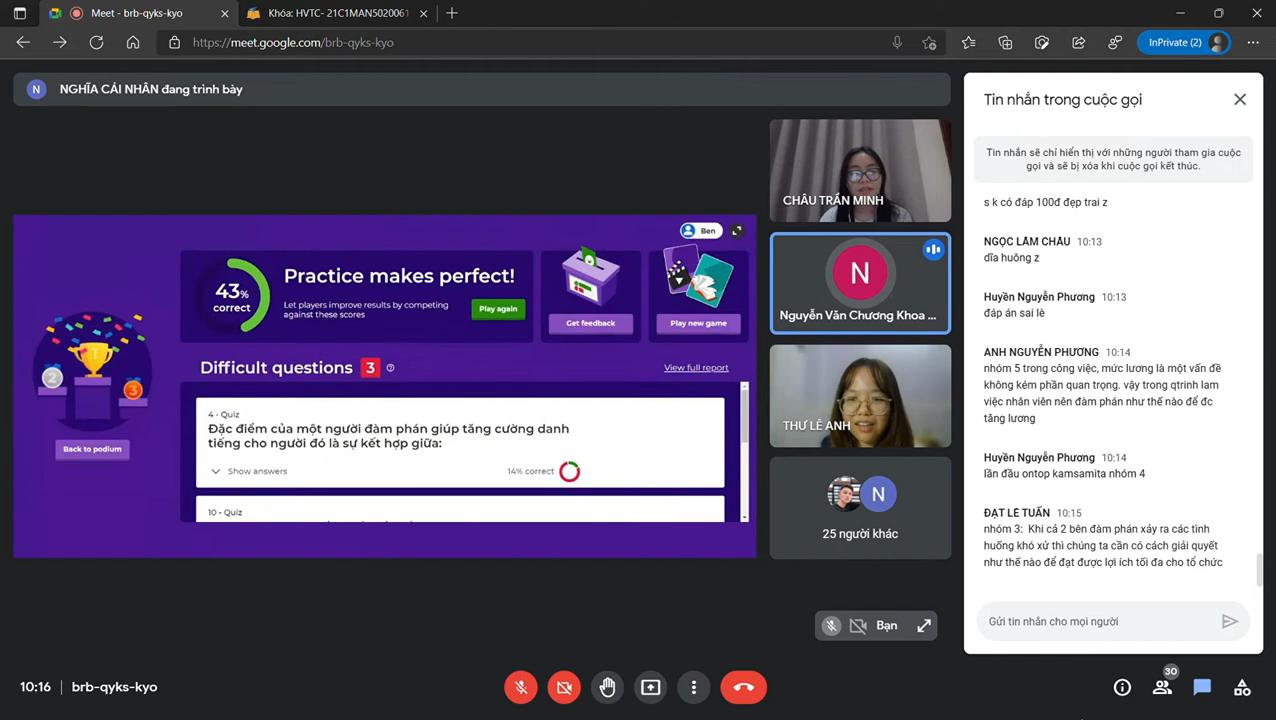 Meet - brb-qyks-kyo
Khóa: HVTC- 21C1MAN5020061
https://meet.google.com/brb-qyks-kyo
InPrivate (2)
N
NGHĨA CÁI NHÂN đang trình bày
Ben
43%
correct
Practice makes perfect!
Let players improve results by competing
against these scores
Play again
Get feedback
Play new game
1
2
3
Back to podium
Difficult questions 3
View full report
4 - Quiz
Đặc điểm của một người đàm phán giúp tăng cường danh
tiếng cho người đó là sự kết hợp giữa:
Show answers
14% correct
10 - Quiz
CHÂU TRẦN MINH
N
Nguyễn Văn Chương Khoa ...
THƯ LÊ ANH
N
25 người khác
Bạn
Tin nhắn trong cuộc gọi
Tin nhắn sẽ chỉ hiển thị với những người tham gia cuộc
gọi và sẽ bị xóa khi cuộc gọi kết thúc.
s k có đáp 100đ đẹp trai z
NGỌC LÂM CHÂU 10:13
dĩa huông z
Huyền Nguyễn Phương 10:13
đáp án sai lè
ANH NGUYỄN PHƯƠNG 10:14
nhóm 5 trong công việc, mức lương là một vấn đề
không kém phần quan trọng. vậy trong qtrinh lam
việc nhân viên nên đàm phán như thế nào để đc
tăng lương
Huyền Nguyễn Phương 10:14
lần đầu ontop kamsamita nhóm 4
ĐẠT LÊ TUẤN 10:15
nhóm 3: Khi cả 2 bên đàm phán xảy ra các tình
huống khó xử thì chúng ta cần có cách giải quyết
như thế nào để đạt được lợi ích tối đa cho tổ chức
Gửi tin nhắn cho mọi người
10:16
brb-qyks-kyo
30